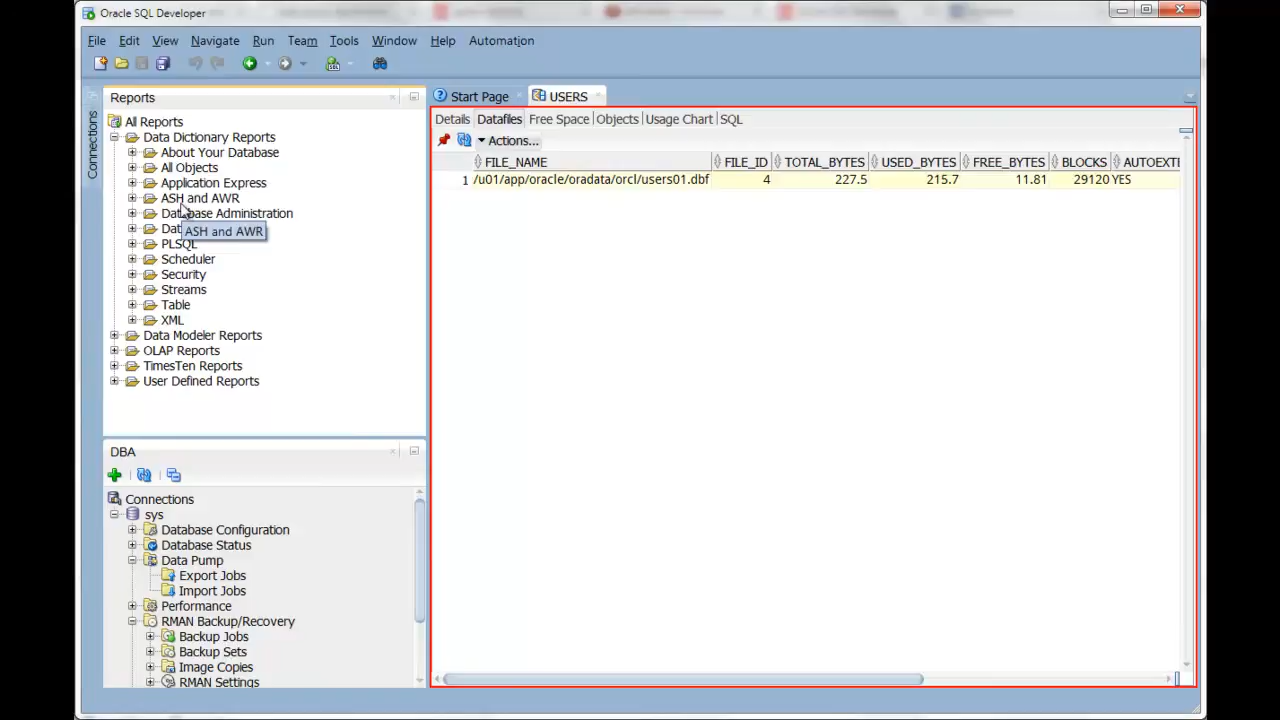 Oracle SQL Developer
File Edit View Navigate Run Team Tools Window Help Automation
Connections
Reports
All Reports
Data Dictionary Reports
About Your Database
All Objects
Application Express
ASH and AWR
Database Administration
Dat
ASH and AWR
PLSQL
Scheduler
Security
Streams
Table
XML
Data Modeler Reports
OLAP Reports
TimesTen Reports
User Defined Reports
DBA
Connections
sys
Database Configuration
Database Status
Data Pump
Export Jobs
Import Jobs
Performance
RMAN Backup/Recovery
Backup Jobs
Backup Sets
Image Copies
RMAN Settings
Start Page USERS
Details Datafiles Free Space Objects Usage Chart SQL
Actions...
FILE_NAME FILE_ID TOTAL_BYTES USED_BYTES FREE_BYTES BLOCKS AUTOEXTE
1 /u01/app/oracle/oradata/orcl/users01.dbf 4 227.5 215.7 11.81 29120 YES